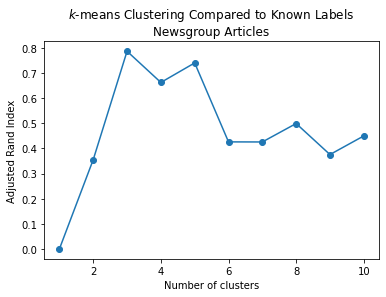 k-means Clustering Compared to Known Labels
Newsgroup Articles
Adjusted Rand Index
0.8
0.7
0.6
0.5
0.4
0.3
0.2
0.1
0.0
2 4 6 8 10
Number of clusters